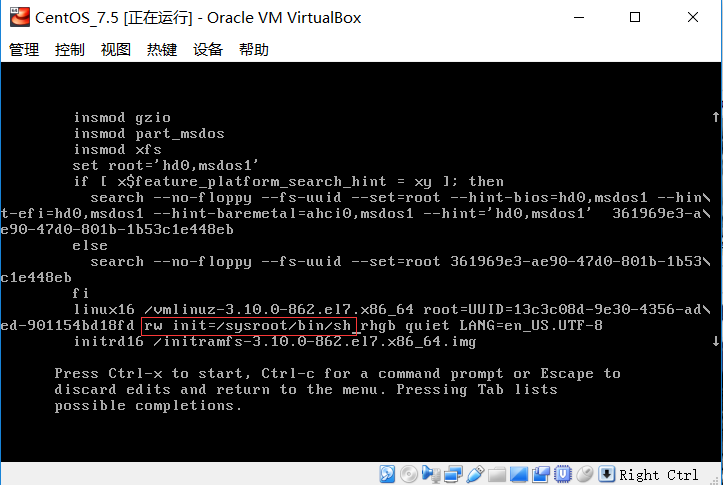 CentOS_7.5 [正在运行] - Oracle VM VirtualBox
管理 控制 视图 热键 设备 帮助
insmod gzio
insmod part_msdos
insmod xfs
set root='hd0,msdos1'
if [ x$feature_platform_search_hint = xy ]; then
search --no-floppy --fs-uuid --set=root --hint-bios=hd0,msdos1 --hin\
t-efi=hd0,msdos1 --hint-baremetal=ahci0,msdos1 --hint='hd0,msdos1'  361969e3-a\
e90-47d0-801b-1b53c1e448eb
else
search --no-floppy --fs-uuid --set=root 361969e3-ae90-47d0-801b-1b53\
c1e448eb
fi
linux16 /vmlinuz-3.10.0-862.el7.x86_64 root=UUID=13c3c08d-9e30-4356-ad\
ed-901154bd18fd rw init=/sysroot/bin/sh rhgb quiet LANG=en_US.UTF-8
initrd16 /initramfs-3.10.0-862.el7.x86_64.img
Press Ctrl-x to start, Ctrl-c for a command prompt or Escape to
discard edits and return to the menu. Pressing Tab lists
possible completions.
Right Ctrl